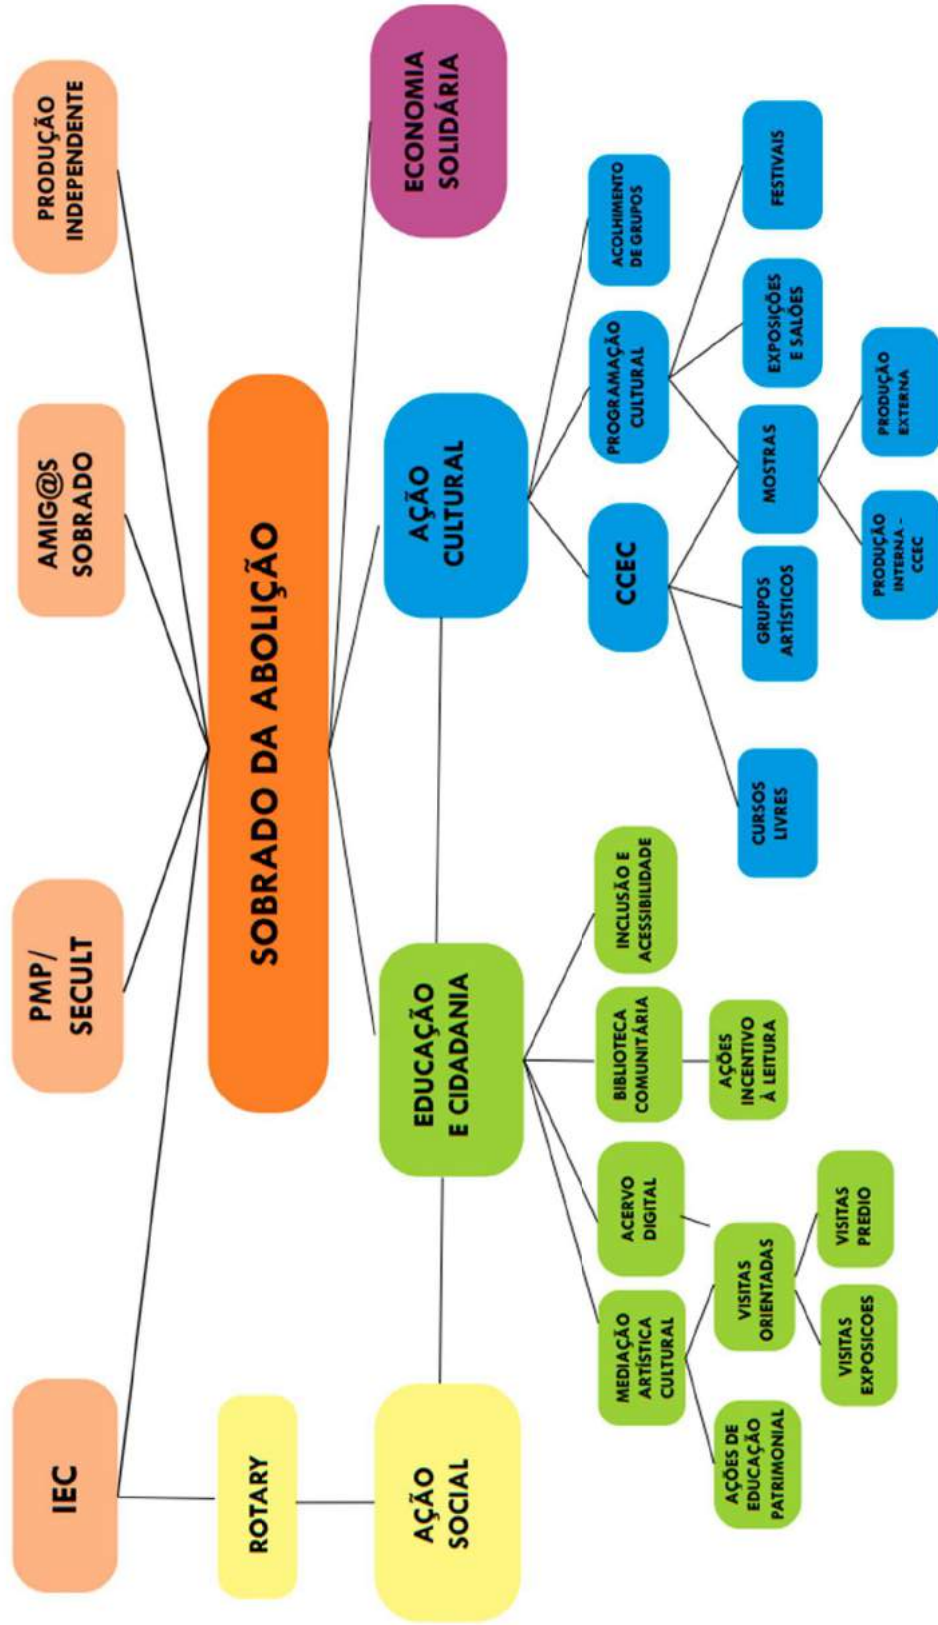 IEC
PMP/
SECULT
AMIG@S
SOBRADO
PRODUÇÃO
INDEPENDENTE
ROTARY
SOBRADO DA ABOLIÇÃO
AÇÃO
SOCIAL
EDUCAÇÃO
E CIDADANIA
AÇÃO
CULTURAL
ECONOMIA
SOLIDÁRIA
MEDIAÇÃO
ARTÍSTICA
CULTURAL
ACERVO
DIGITAL
BIBLIOTECA
COMUNITÁRIA
INCLUSÃO E
ACESSIBILIDADE
CCEC
PROGRAMAÇÃO
CULTURAL
ACOLHIMENTO
DE GRUPOS
AÇÕES DE
EDUCAÇÃO
PATRIMONIAL
VISITAS
ORIENTADAS
AÇÕES
INCENTIVO
À LEITURA
CURSOS
LIVRES
GRUPOS
ARTÍSTICOS
MOSTRAS
EXPOSIÇÕES
E SALÕES
FESTIVAIS
VISITAS
EXPOSICOES
VISITAS
PREDIO
PRODUÇÃO
INTERNA -
CCEC
PRODUÇÃO
EXTERNA